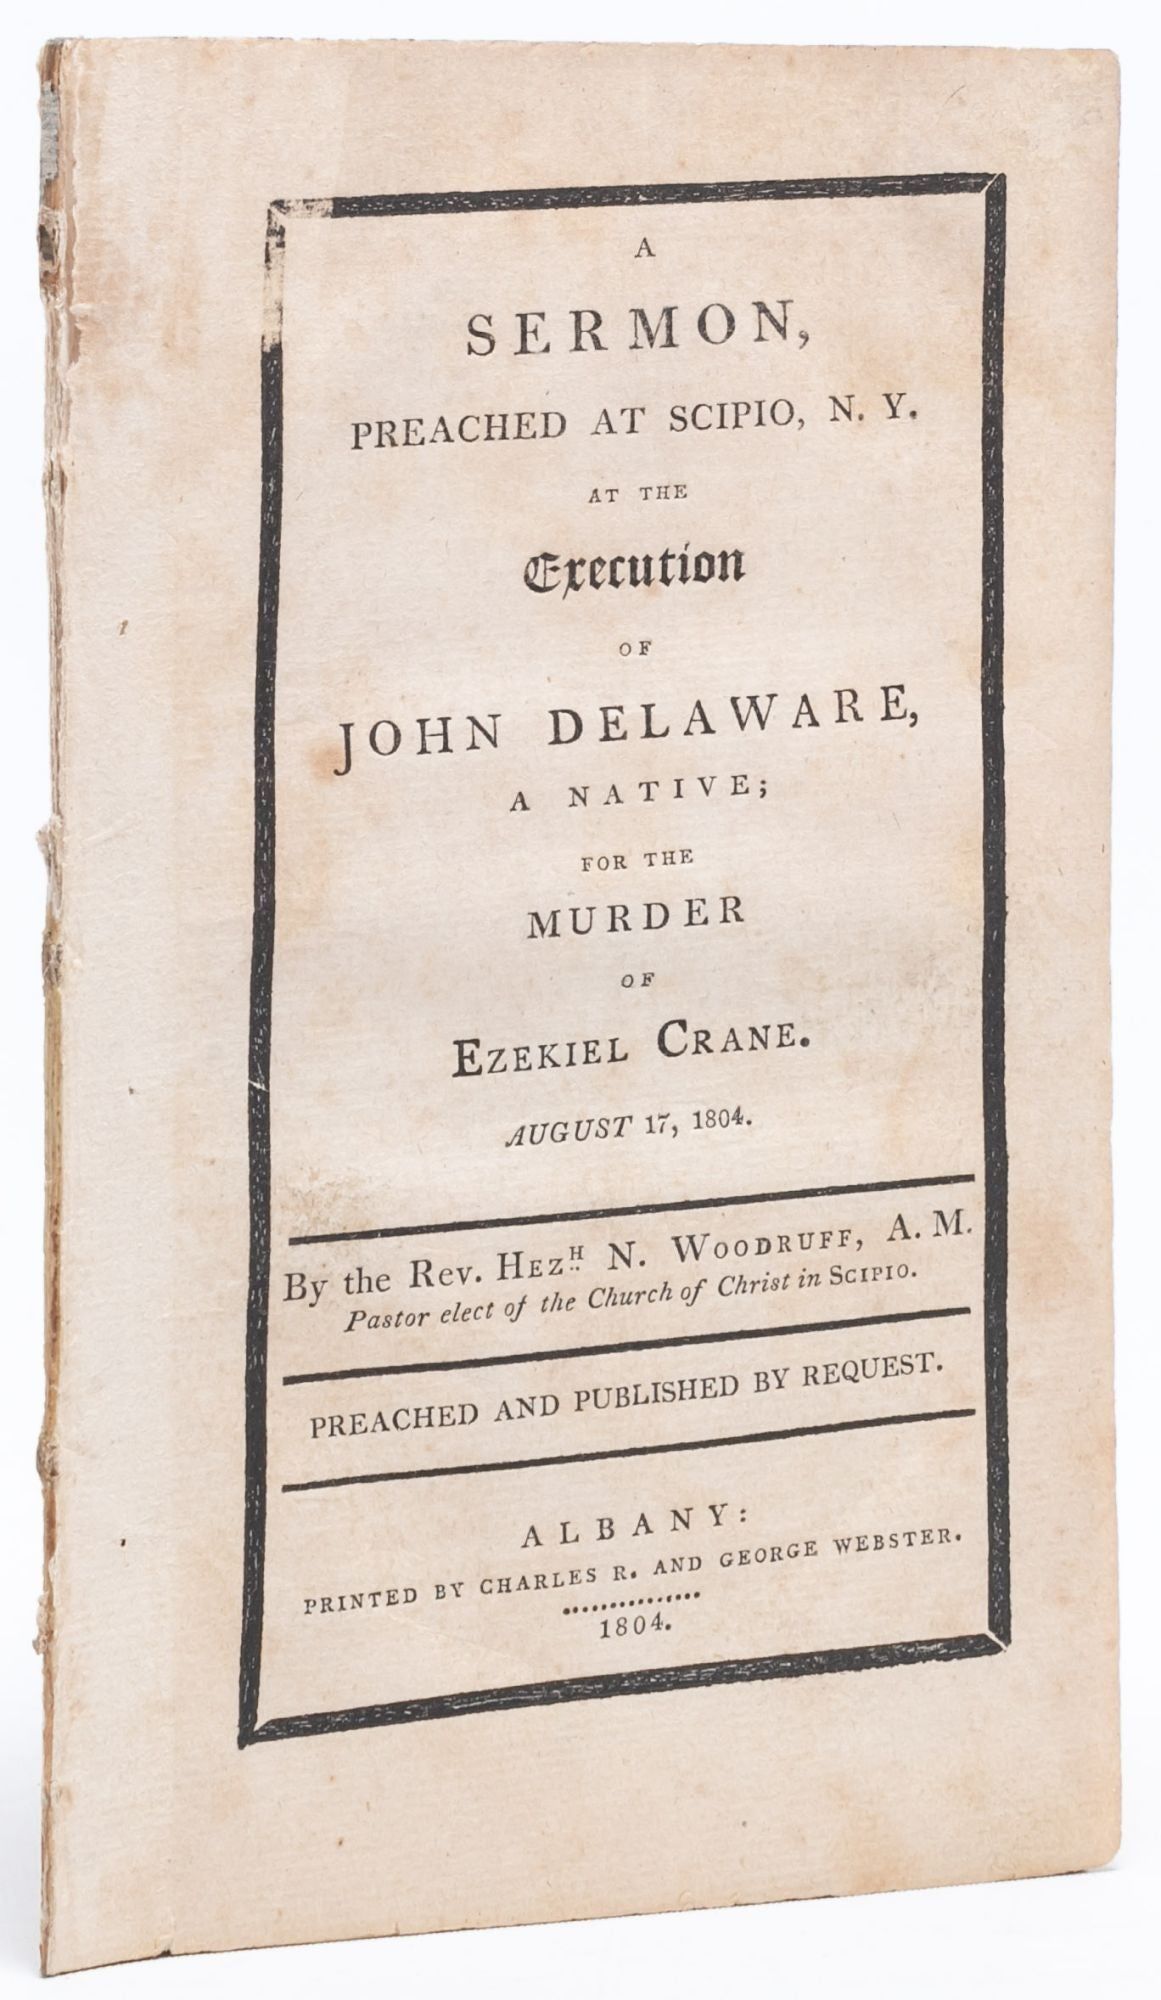 A
SERMON,
PREACHED AT SCIPIO, N. Y.
AT THE
Execution
OF
JOHN DELAWARE,
A NATIVE;
FOR THE
MURDER
OF
EZEKIEL CRANE.
AUGUST 17, 1804.
By the Rev. HEZH. N. WOODRUFF, A. M.
Pastor elect of the Church of Christ in SCIPIO.
PREACHED AND PUBLISHED BY REQUEST.
ALBANY:
PRINTED BY CHARLES R. AND GEORGE WEBSTER.
1804.